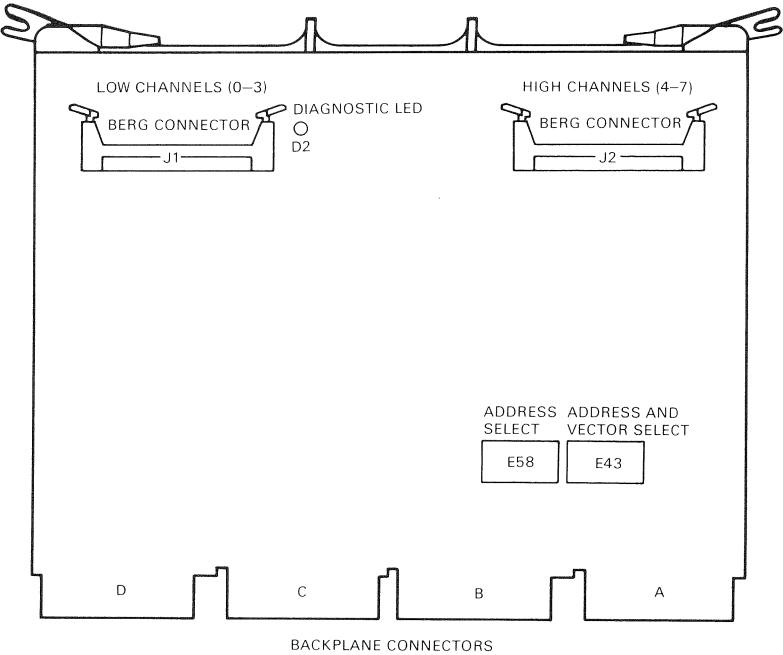 LOW CHANNELS (0–3)
HIGH CHANNELS (4–7)
DIAGNOSTIC LED
BERG CONNECTOR
D2
J1
BERG CONNECTOR
J2
ADDRESS SELECT
ADDRESS AND VECTOR SELECT
E58
E43
D
C
B
A
BACKPLANE CONNECTORS